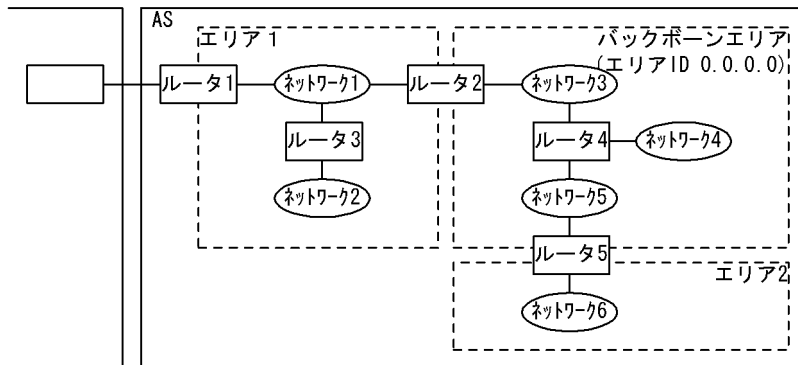 AS
エリア1
バックボーンエリア
(エリアID 0.0.0.0)
ルータ1
ネットワーク1
ルータ2
ネットワーク3
ルータ3
ルータ4
ネットワーク4
ネットワーク2
ネットワーク5
ルータ5
エリア2
ネットワーク6